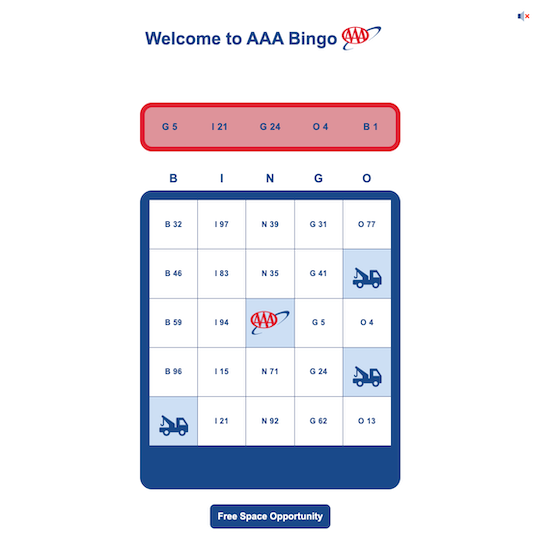 Welcome to AAA Bingo AAA
G 5 I 21 G 24 O 4 B 1
B I N G O
B 32 I 97 N 39 G 31 O 77
B 46 I 83 N 35 G 41
B 59 I 94 AAA G 5 O 4
B 96 I 15 N 71 G 24
I 21 N 92 G 62 O 13
Free Space Opportunity